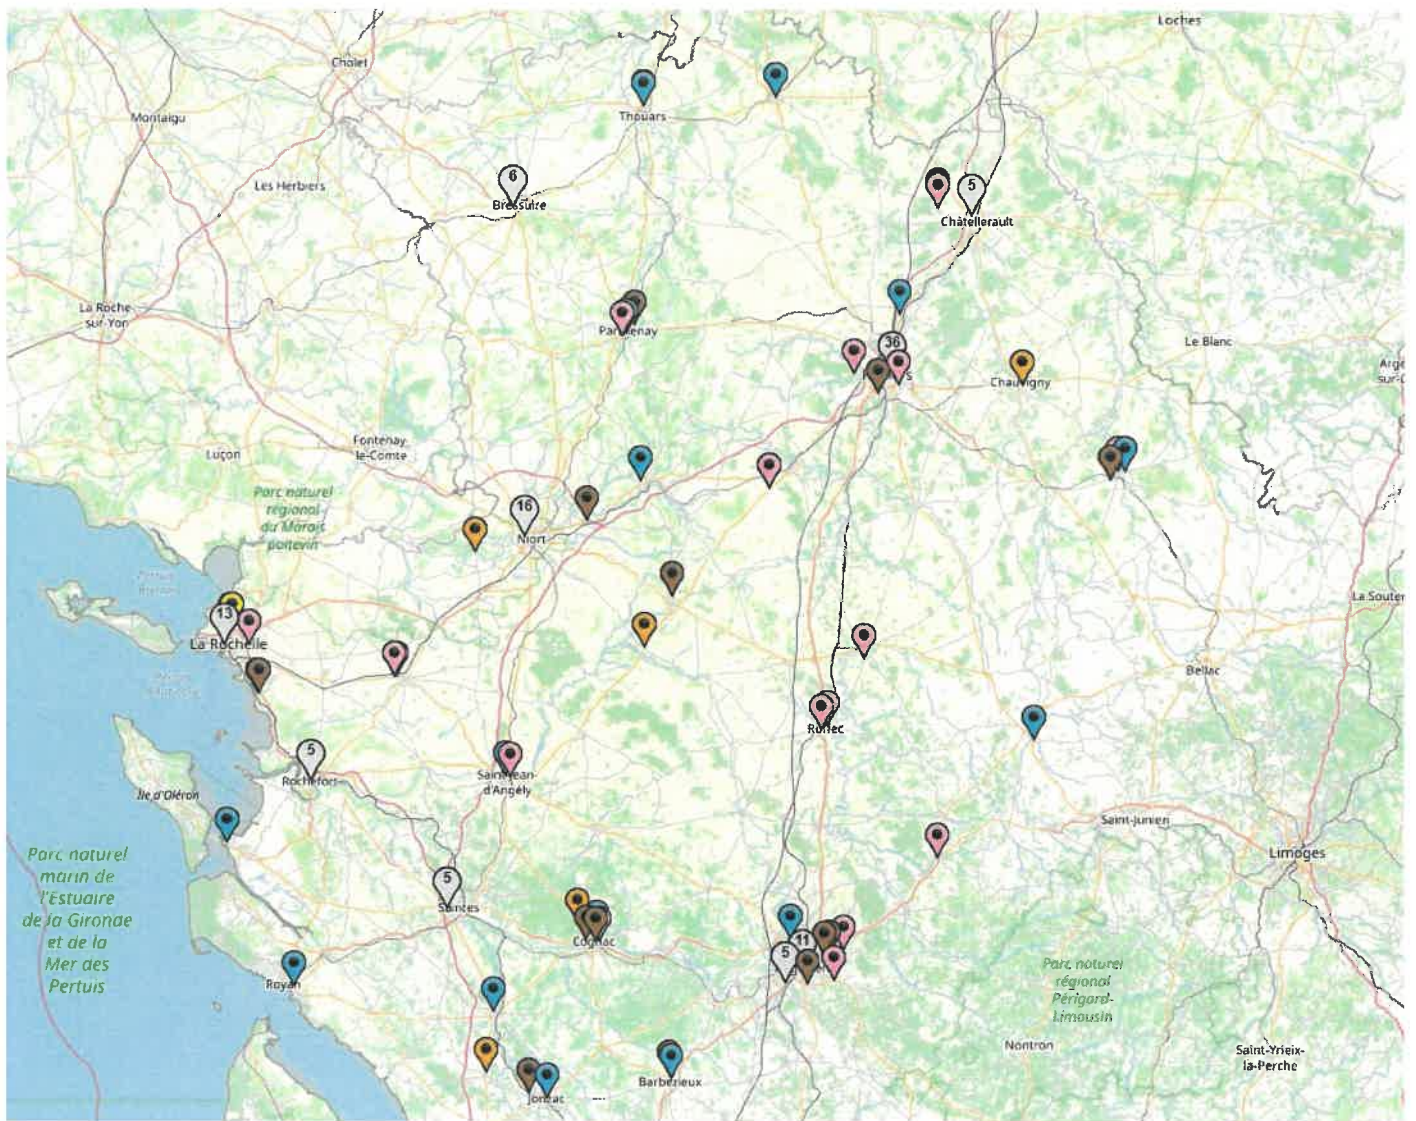 Loches
Cholet
Montaigu
Thouars
Les Herbiers
6
Bressuire
5
Châtellerault
La Roche-
sur-Yon
Parthenay
36
Le Blanc
Chauvigny
Luçon
Fontenay-
le-Comte
Parc naturel
régional
du Marais
poitevin
16
Niort
La Souter
13
La Rochelle
Bellac
Ruffec
5
Rochefort
Saint-Jean-
d'Angély
Île d'Oléron
Saint-Junien
Limoges
Parc naturel
marin de
l'Estuaire
de la Gironde
et de la
Mer des
Pertuis
5
Saintes
Cognac
11
5
Royan
Parc naturel
régional
Périgord-
Limousin
Nontron
Saint-Yrieix-
la-Perche
Barbezieux
Jonzac